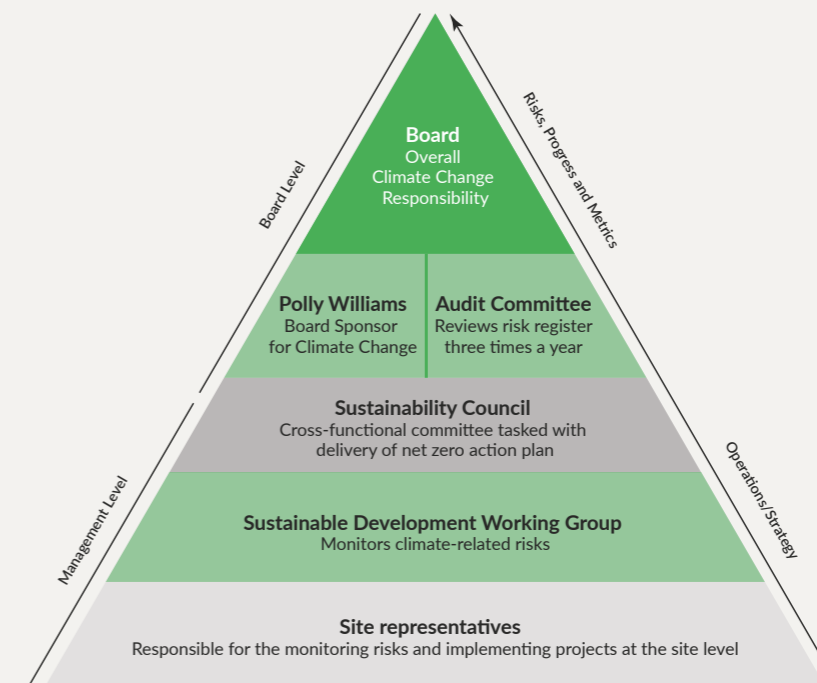 Board
Overall
Climate Change
Responsibility
Board Level
Risks, Progress and Metrics
Polly Williams
Board Sponsor
for Climate Change
Audit Committee
Reviews risk register
three times a year
Sustainability Council
Cross-functional committee tasked with
delivery of net zero action plan
Management Level
Operations/Strategy
Sustainable Development Working Group
Monitors climate-related risks
Site representatives
Responsible for the monitoring risks and implementing projects at the site level